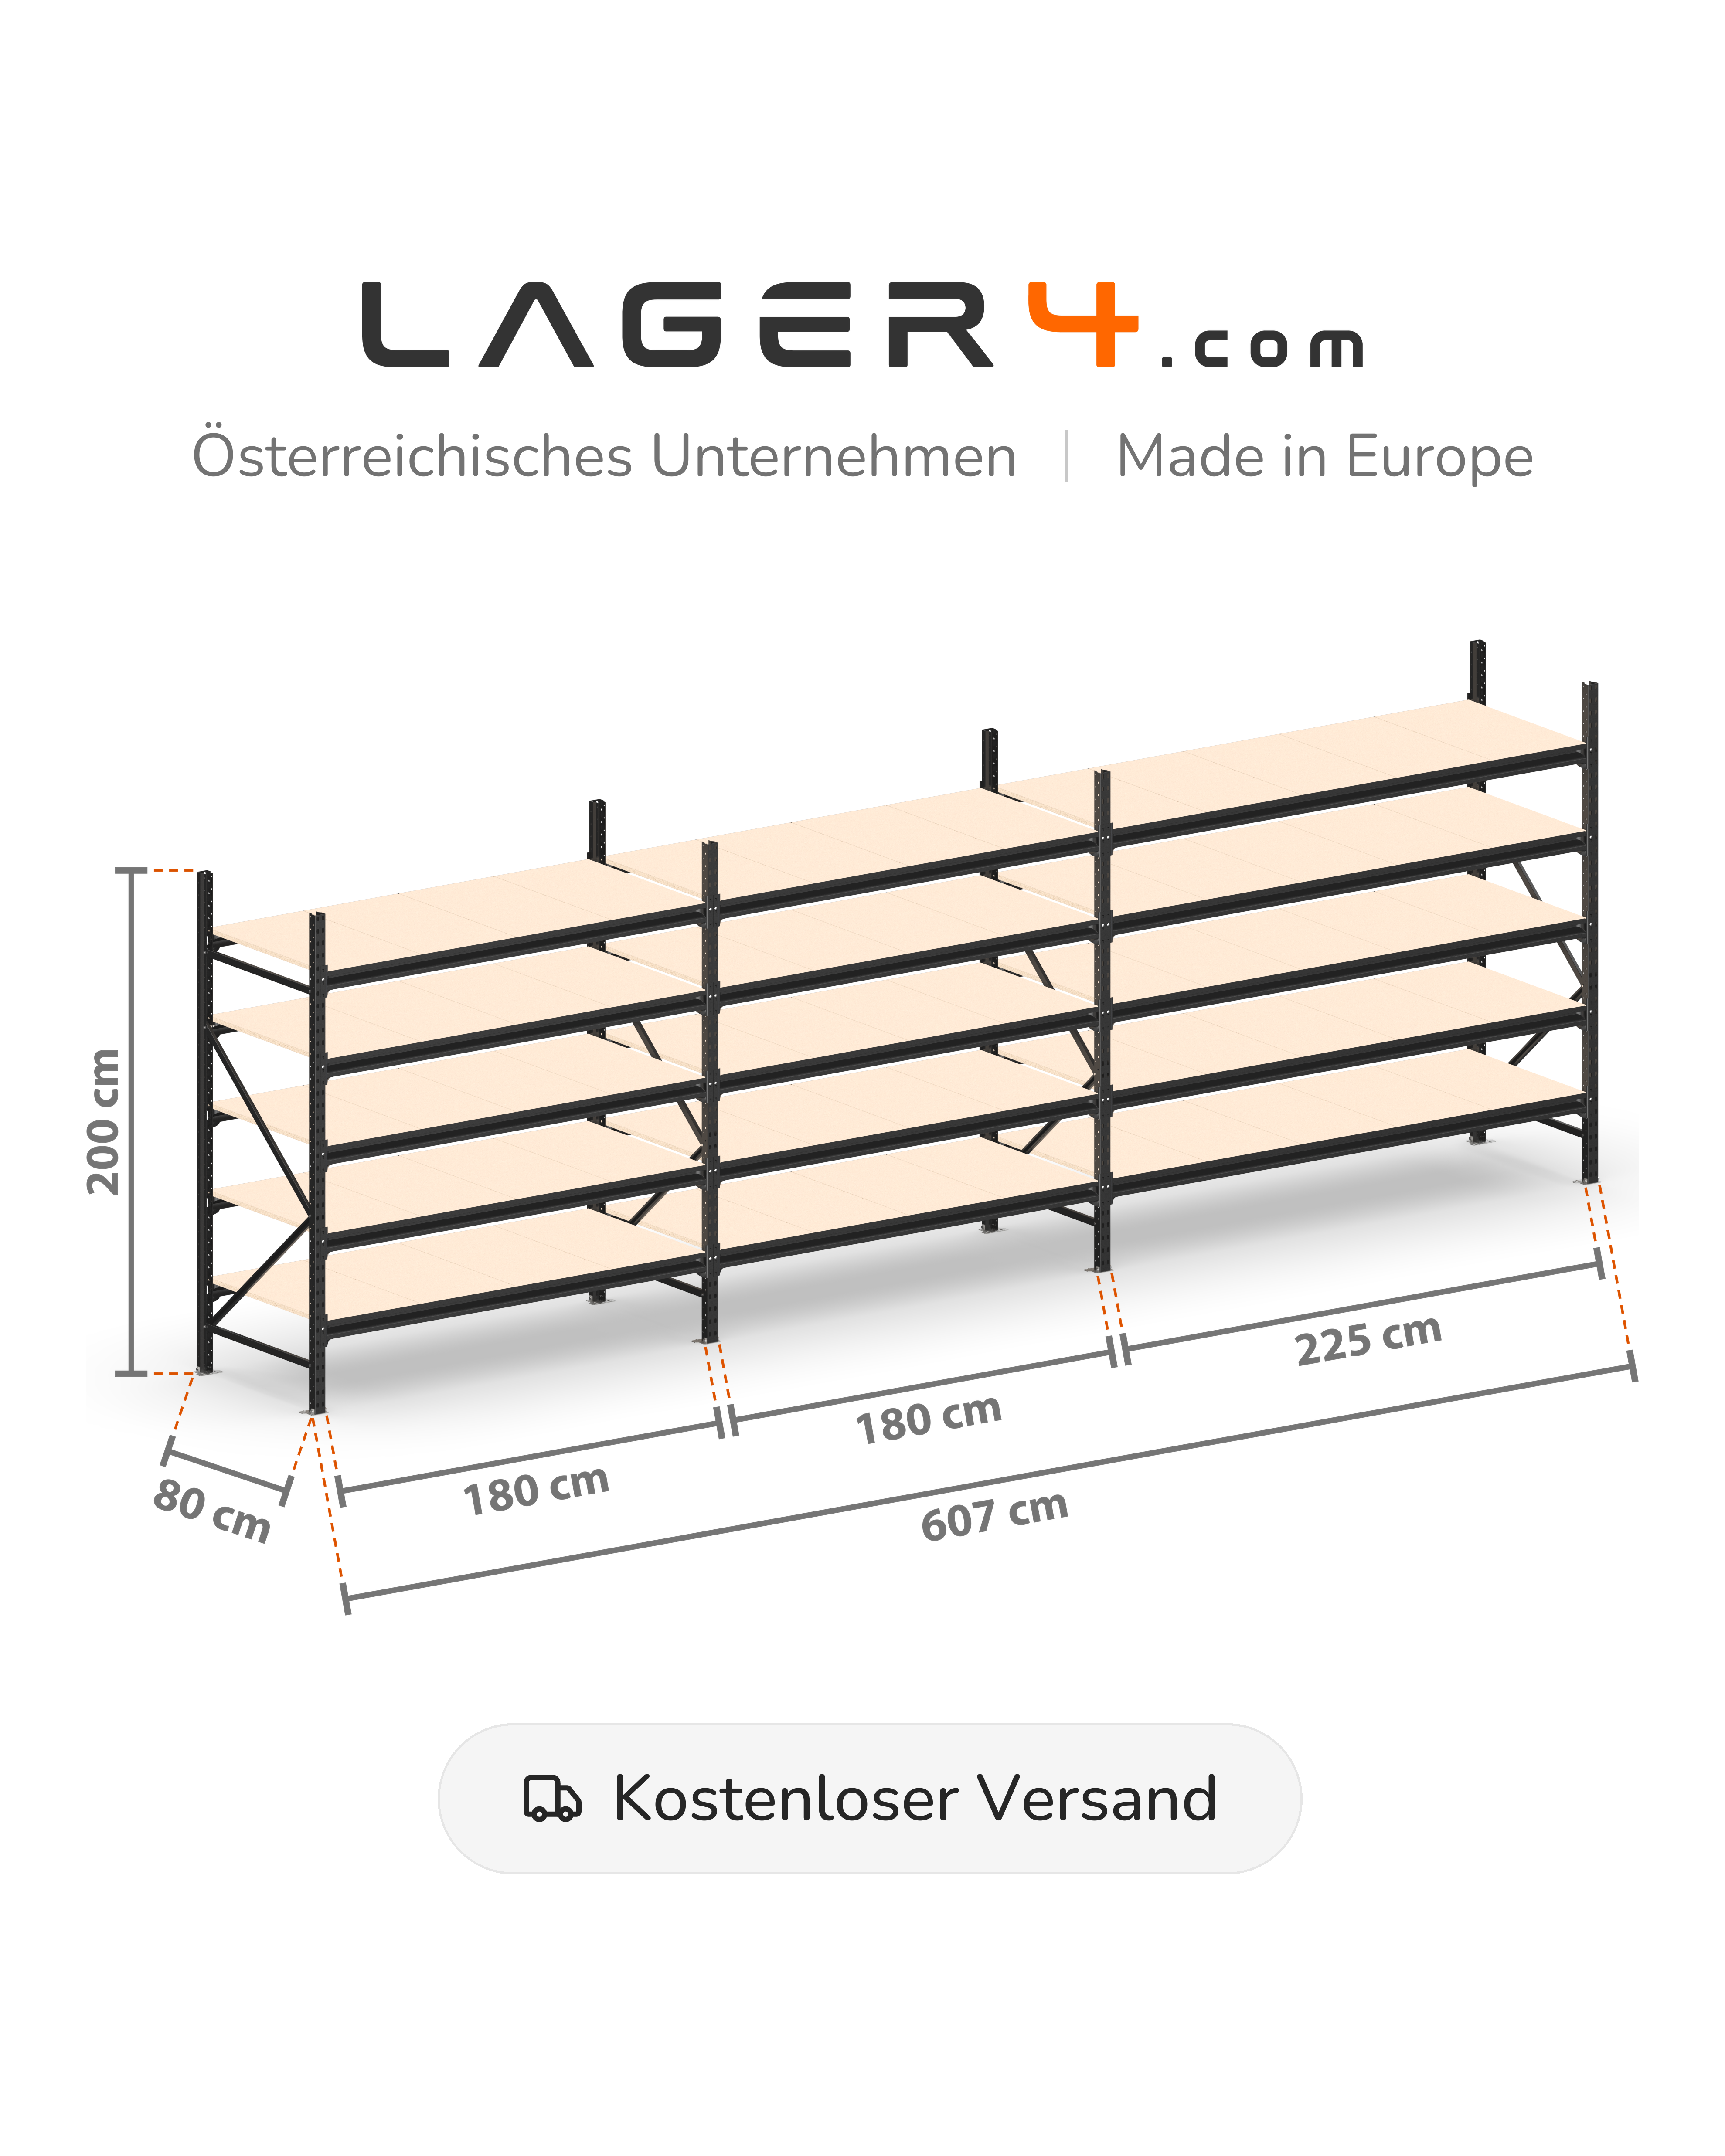 LAGER4.com
Österreichisches Unternehmen | Made in Europe
200 cm
80 cm
180 cm
180 cm
225 cm
607 cm
Kostenloser Versand